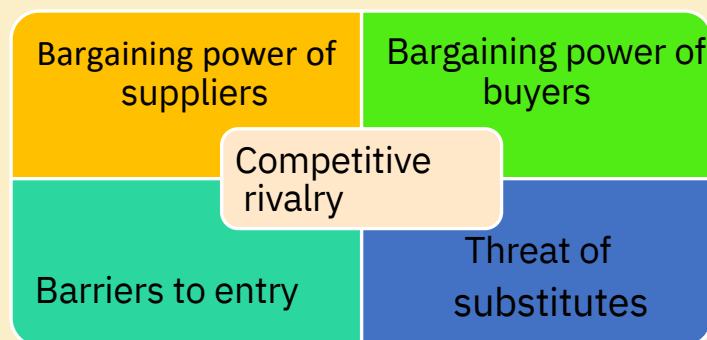 Bargaining power of
suppliers
Bargaining power of
buyers
Competitive
rivalry
Barriers to entry
Threat of
substitutes